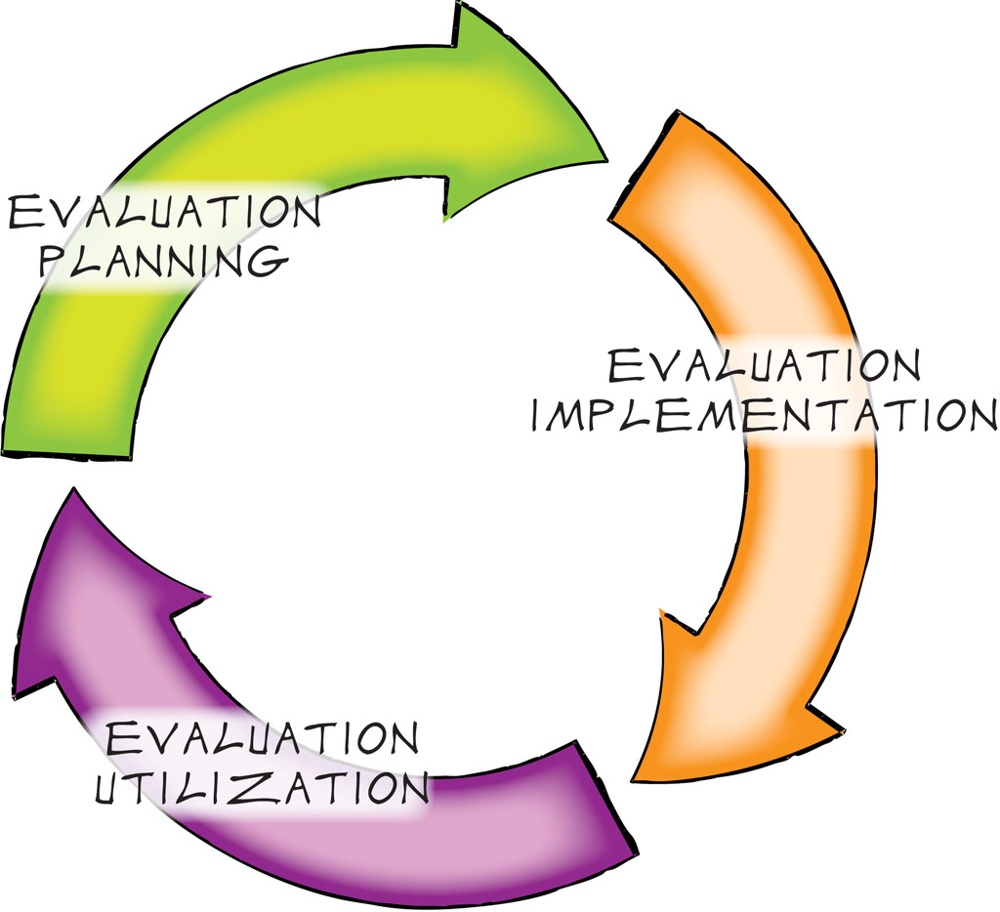 EVALUATION
PLANNING
EVALUATION
IMPLEMENTATION
EVALUATION
UTILIZATION